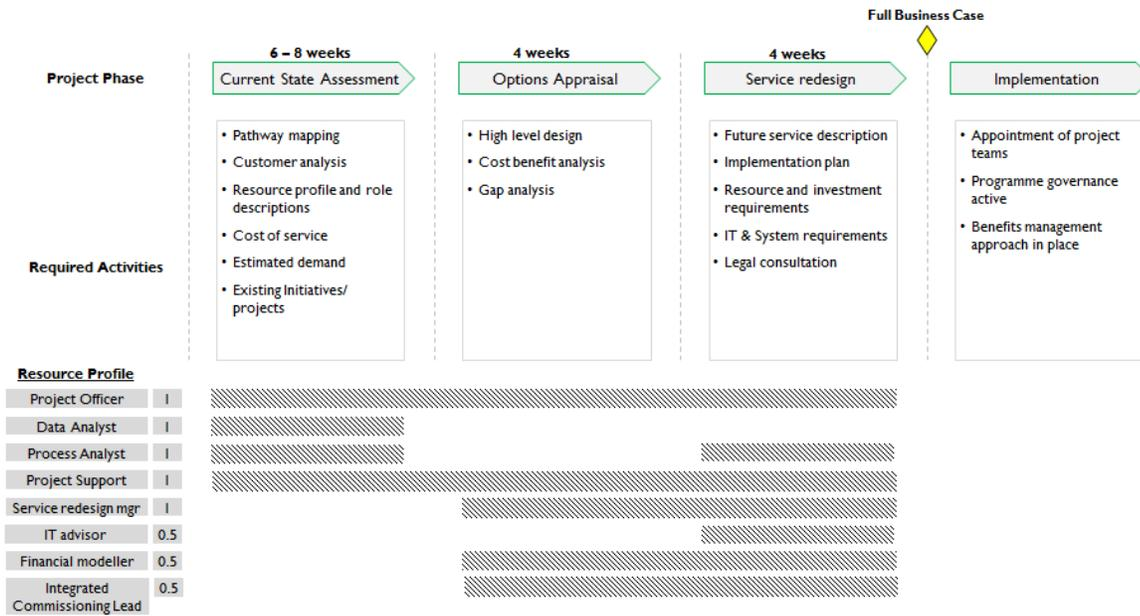 Full Business Case
6 – 8 weeks
4 weeks
4 weeks
Project Phase
Current State Assessment
Options Appraisal
Service redesign
Implementation
Required Activities
• Pathway mapping
• Customer analysis
• Resource profile and role
descriptions
• Cost of service
• Estimated demand
• Existing Initiatives/
projects
• High level design
• Cost benefit analysis
• Gap analysis
• Future service description
• Implementation plan
• Resource and investment
requirements
• IT & System requirements
• Legal consultation
• Appointment of project
teams
• Programme governance
active
• Benefits management
approach in place
Resource Profile
Project Officer 1
Data Analyst 1
Process Analyst 1
Project Support 1
Service redesign mgr 1
IT advisor 0.5
Financial modeller 0.5
Integrated 0.5
Commissioning Lead